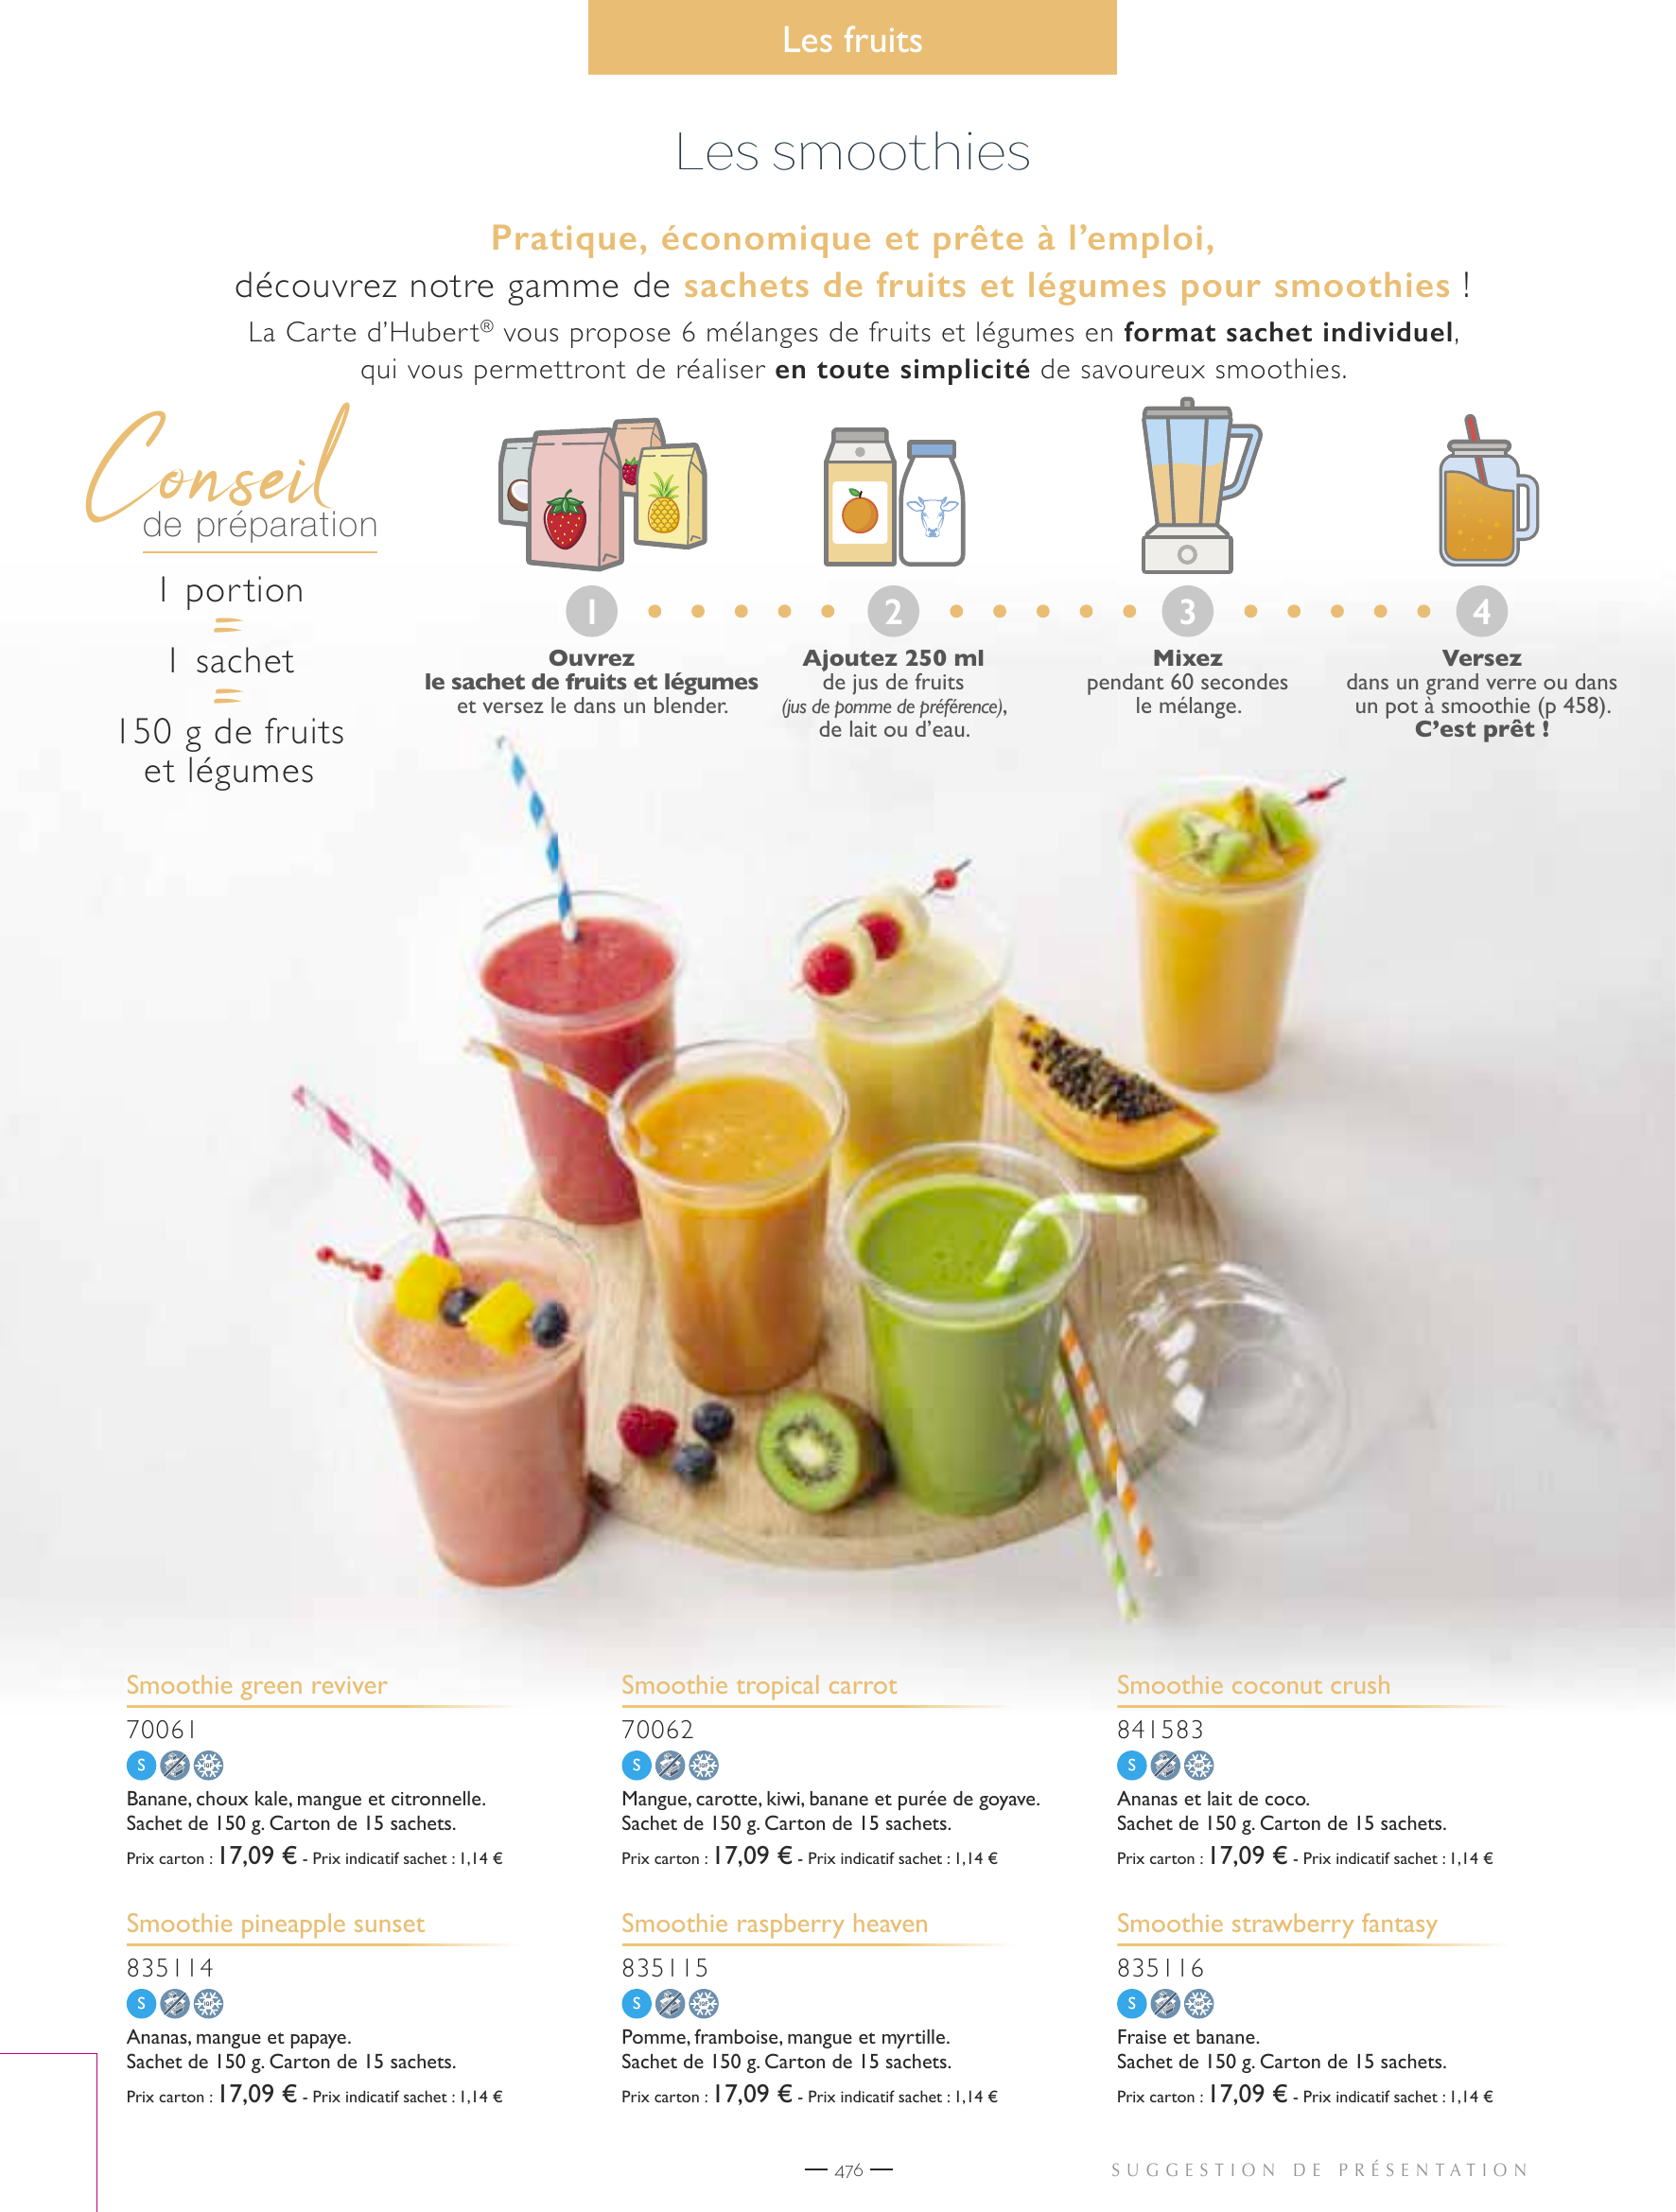 Les fruits
Les smoothies
Pratique, économique et prête à l’emploi,
découvrez notre gamme de sachets de fruits et légumes pour smoothies !
La Carte d’Hubert® vous propose 6 mélanges de fruits et légumes en format sachet individuel,
qui vous permettront de réaliser en toute simplicité de savoureux smoothies.
Conseil
de préparation
1 portion
=
1 sachet
=
150 g de fruits
et légumes
1
Ouvrez
le sachet de fruits et légumes
et versez le dans un blender.
2
Ajoutez 250 ml
de jus de fruits
(jus de pomme de préférence),
de lait ou d’eau.
3
Mixez
pendant 60 secondes
le mélange.
4
Versez
dans un grand verre ou dans
un pot à smoothie (p 458).
C’est prêt !
Smoothie green reviver
70061
S
Banane, choux kale, mangue et citronnelle.
Sachet de 150 g. Carton de 15 sachets.
Prix carton : 17,09 € - Prix indicatif sachet : 1,14 €
Smoothie tropical carrot
70062
S
Mangue, carotte, kiwi, banane et purée de goyave.
Sachet de 150 g. Carton de 15 sachets.
Prix carton : 17,09 € - Prix indicatif sachet : 1,14 €
Smoothie coconut crush
841583
S
Ananas et lait de coco.
Sachet de 150 g. Carton de 15 sachets.
Prix carton : 17,09 € - Prix indicatif sachet : 1,14 €
Smoothie pineapple sunset
835114
S
Ananas, mangue et papaye.
Sachet de 150 g. Carton de 15 sachets.
Prix carton : 17,09 € - Prix indicatif sachet : 1,14 €
Smoothie raspberry heaven
835115
S
Pomme, framboise, mangue et myrtille.
Sachet de 150 g. Carton de 15 sachets.
Prix carton : 17,09 € - Prix indicatif sachet : 1,14 €
Smoothie strawberry fantasy
835116
S
Fraise et banane.
Sachet de 150 g. Carton de 15 sachets.
Prix carton : 17,09 € - Prix indicatif sachet : 1,14 €
— 476 —
SUGGESTION DE PRÉSENTATION